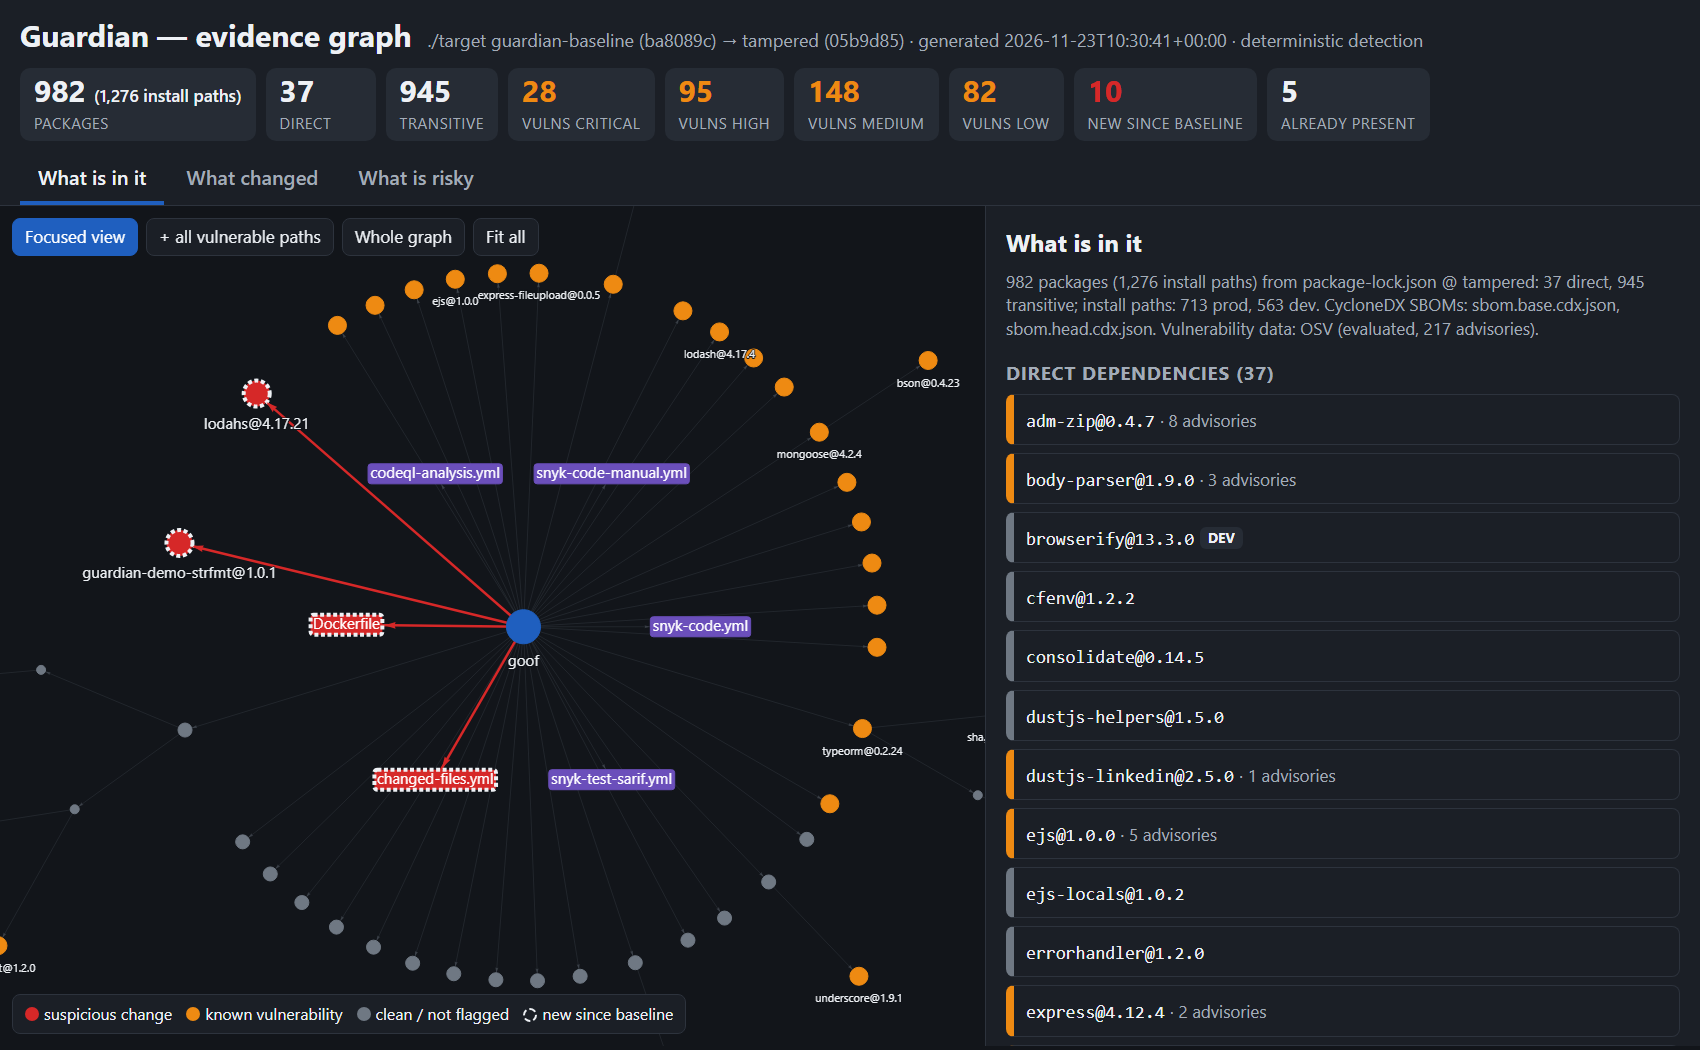 Guardian — evidence graph ./target guardian-baseline (ba8089c) → tampered (05b9d85) · generated 2026-11-23T10:30:41+00:00 · deterministic detection
982 (1,276 install paths)
PACKAGES
37
DIRECT
945
TRANSITIVE
28
VULNS CRITICAL
95
VULNS HIGH
148
VULNS MEDIUM
82
VULNS LOW
10
NEW SINCE BASELINE
5
ALREADY PRESENT
What is in it
What changed
What is risky
Focused view
+ all vulnerable paths
Whole graph
Fit all
ejs@1.0.0
express-fileupload@0.0.5
lodash@4.17.4
bson@0.4.23
lodahs@4.17.21
mongoose@4.2.4
codeql-analysis.yml
snyk-code-manual.yml
guardian-demo-strfmt@1.0.1
Dockerfile
snyk-code.yml
goof
typeorm@0.2.24
sha.
changed-files.yml
snyk-test-sarif.yml
t@1.2.0
underscore@1.9.1
suspicious change
known vulnerability
clean / not flagged
new since baseline
What is in it
982 packages (1,276 install paths) from package-lock.json @ tampered: 37 direct, 945
transitive; install paths: 713 prod, 563 dev. CycloneDX SBOMs: sbom.base.cdx.json,
sbom.head.cdx.json. Vulnerability data: OSV (evaluated, 217 advisories).
DIRECT DEPENDENCIES (37)
adm-zip@0.4.7 · 8 advisories
body-parser@1.9.0 · 3 advisories
browserify@13.3.0 DEV
cfenv@1.2.2
consolidate@0.14.5
dustjs-helpers@1.5.0
dustjs-linkedin@2.5.0 · 1 advisories
ejs@1.0.0 · 5 advisories
ejs-locals@1.0.2
errorhandler@1.2.0
express@4.12.4 · 2 advisories